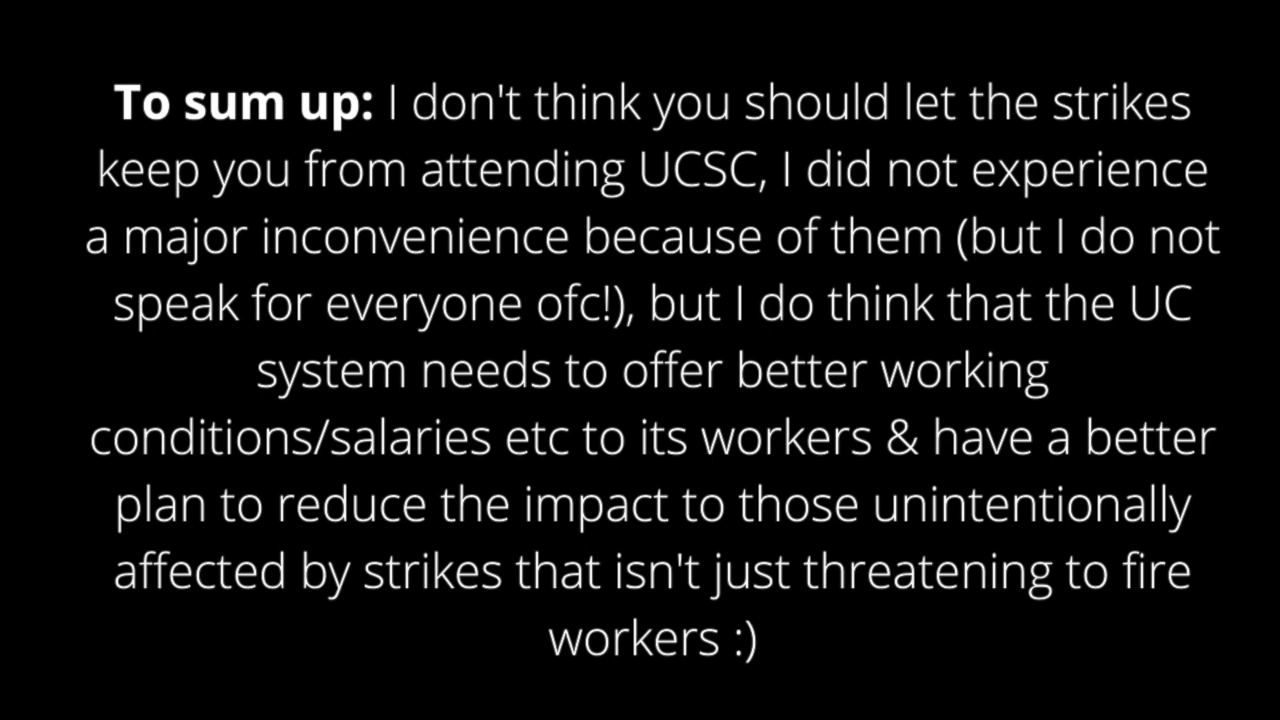 To sum up: I don't think you should let the strikes
keep you from attending UCSC, I did not experience
a major inconvenience because of them (but I do not
speak for everyone ofc!), but I do think that the UC
system needs to offer better working
conditions/salaries etc to its workers & have a better
plan to reduce the impact to those unintentionally
affected by strikes that isn't just threatening to fire
workers :)